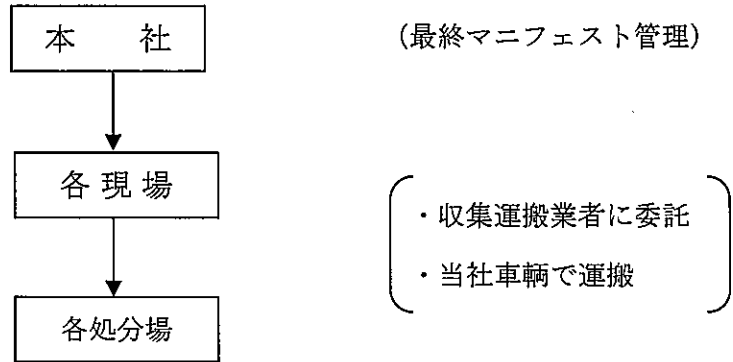 本　　社
(最終マニフェスト管理)
各現場
・収集運搬業者に委託
・当社車輌で運搬
各処分場